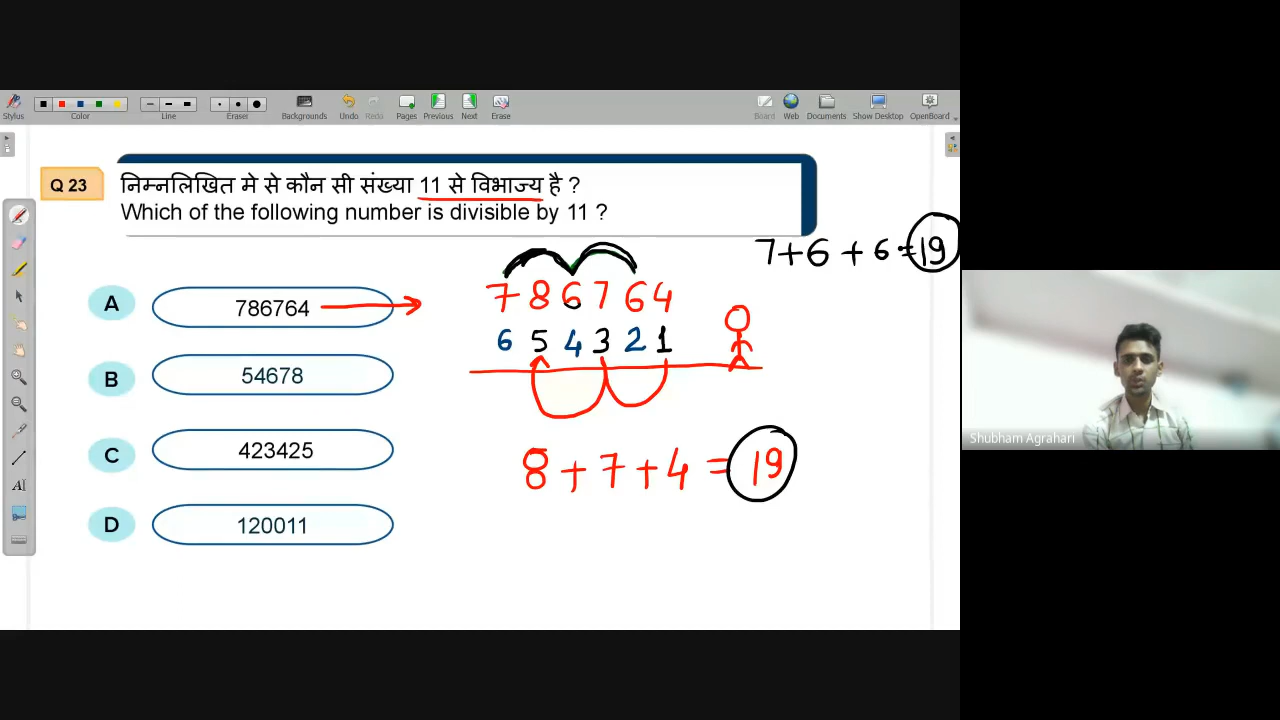 Stylus
Color
Line
Eraser
Backgrounds
Undo
Redo
Pages
Previous
Next
Erase
Board
Web
Documents
Show Desktop
OpenBoard
Q 23
निम्नलिखित मे से कौन सी संख्या 11 से विभाज्य है ?
Which of the following number is divisible by 11 ?
7+6 + 6 = 19
A
786764
786764
654321
B
54678
C
423425
8+7+4 = 19
D
120011
Shubham Agrahari